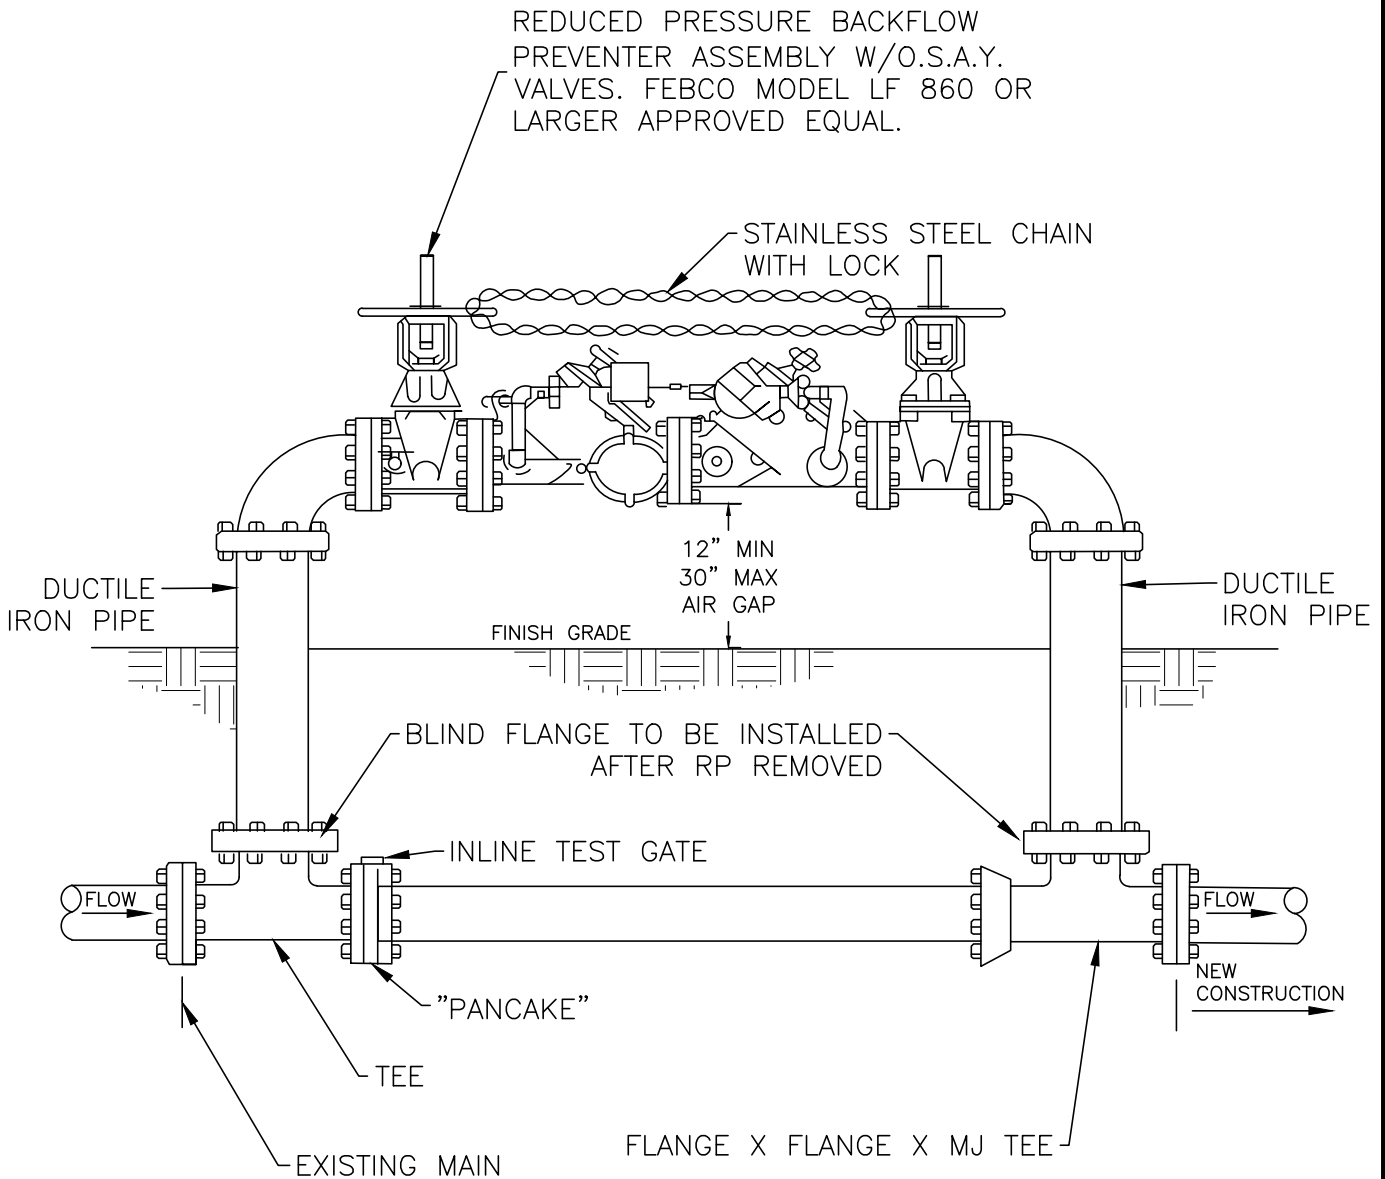 REDUCED PRESSURE BACKFLOW
PREVENTER ASSEMBLY W/O.S.A.Y.
VALVES. FEBCO MODEL LF 860 OR
LARGER APPROVED EQUAL.
STAINLESS STEEL CHAIN
WITH LOCK
12" MIN
30" MAX
AIR GAP
DUCTILE
IRON PIPE
DUCTILE
IRON PIPE
FINISH GRADE
BLIND FLANGE TO BE INSTALLED
AFTER RP REMOVED
INLINE TEST GATE
FLOW
FLOW
"PANCAKE"
NEW
CONSTRUCTION
TEE
FLANGE X FLANGE X MJ TEE
EXISTING MAIN